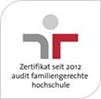 Zertifikat seit 2012
audit familiengerechte
hochschule